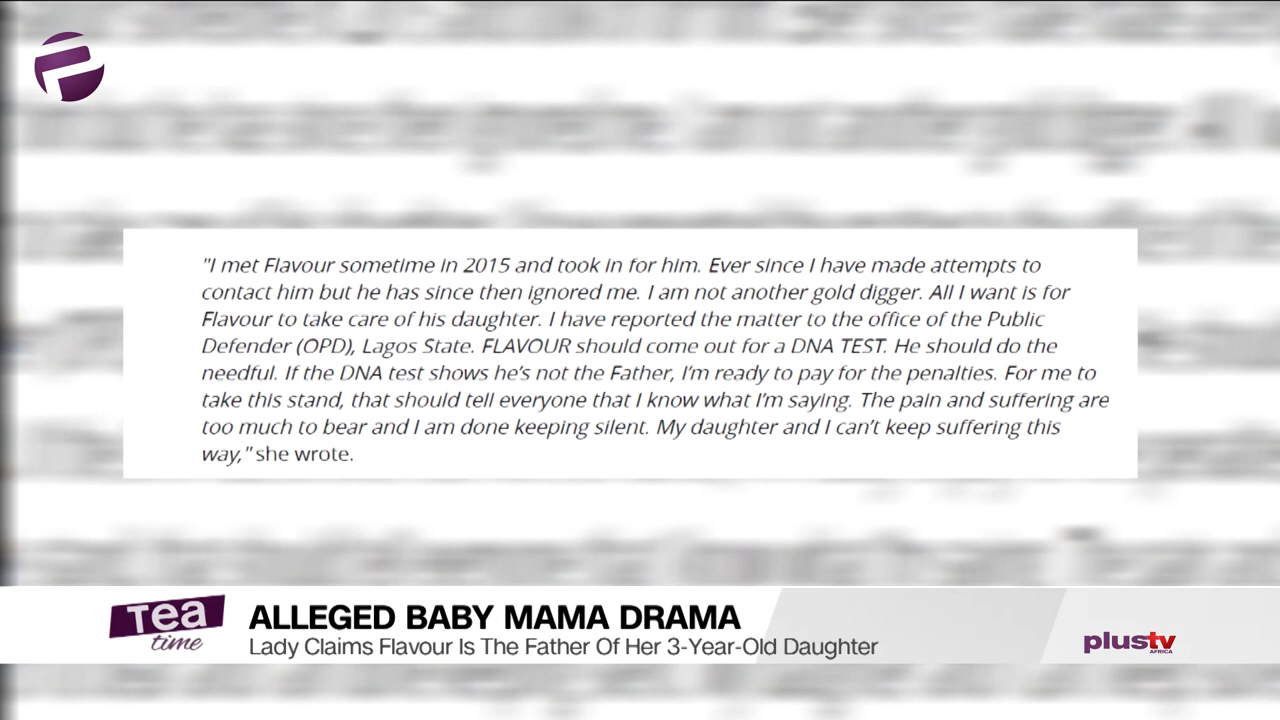 "I met Flavour sometime in 2015 and took in for him. Ever since I have made attempts to
contact him but he has since then ignored me. I am not another gold digger. All I want is for
Flavour to take care of his daughter. I have reported the matter to the office of the Public
Defender (OPD), Lagos State. FLAVOUR should come out for a DNA TEST. He should do the
needful. If the DNA test shows he's not the Father, I'm ready to pay for the penalties. For me to
take this stand, that should tell everyone that I know what I'm saying. The pain and suffering are
too much to bear and I am done keeping silent. My daughter and I can't keep suffering this
way," she wrote.
Tea
time
ALLEGED BABY MAMA DRAMA
Lady Claims Flavour Is The Father Of Her 3-Year-Old Daughter
plustv
AFRICA